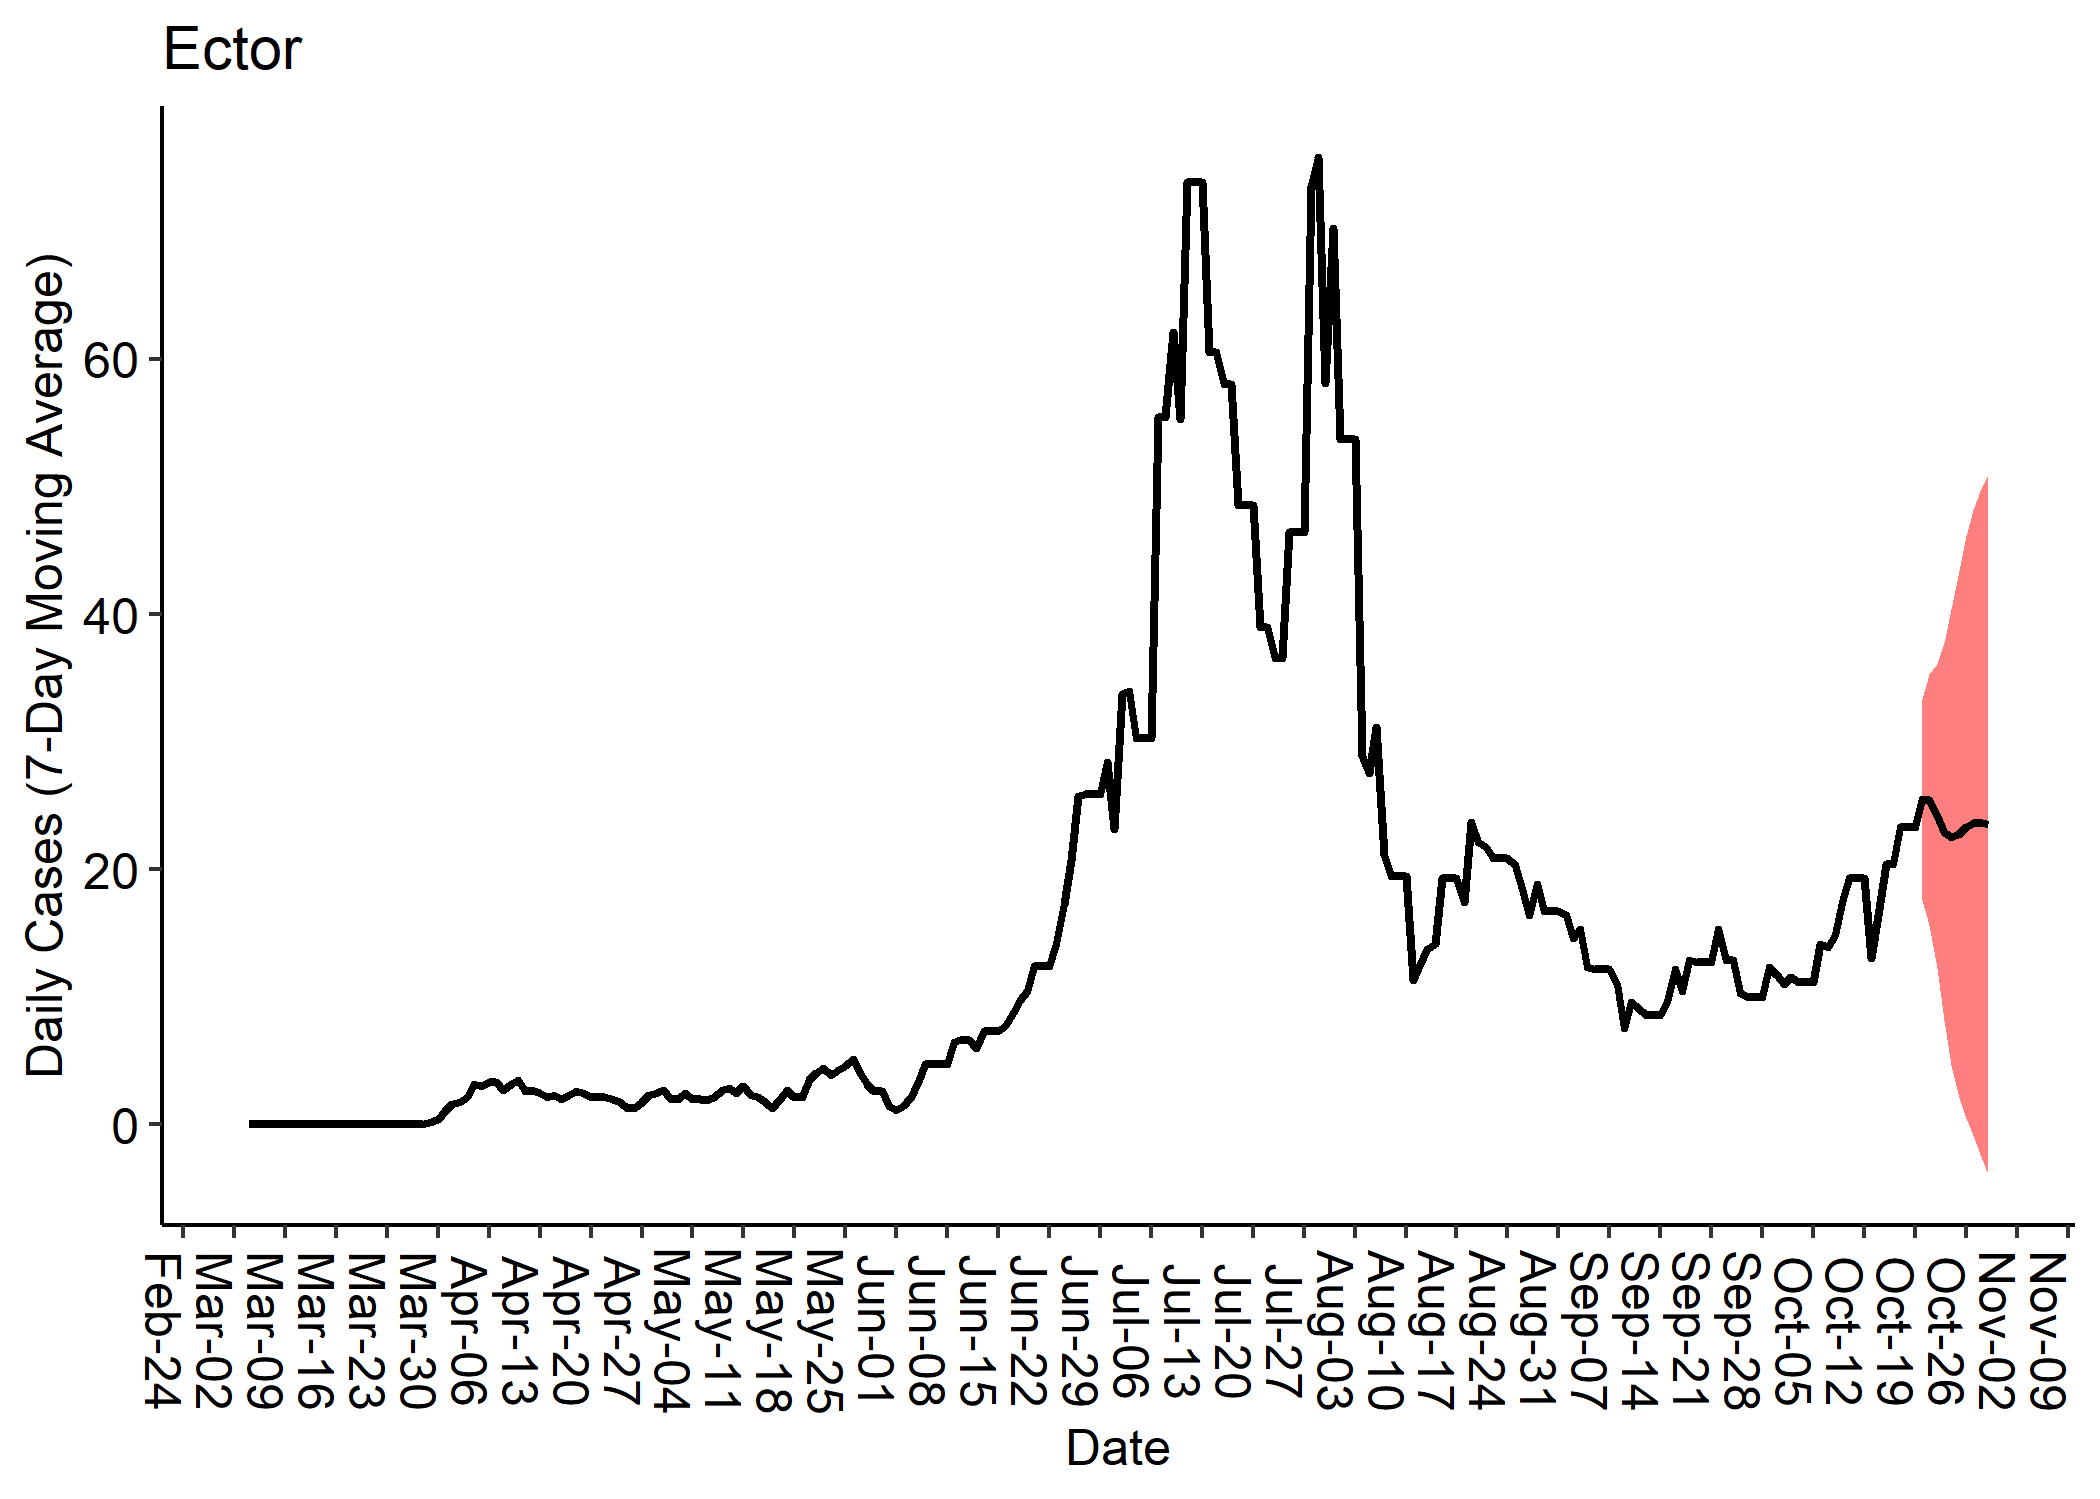 Ector
Daily Cases (7-Day Moving Average)
60
40
20
0
Feb-24
Mar-02
Mar-09
Mar-16
Mar-23
Mar-30
Apr-06
Apr-13
Apr-20
Apr-27
May-04
May-11
May-18
May-25
Jun-01
Jun-08
Jun-15
Jun-22
Jun-29
Jul-06
Jul-13
Jul-20
Jul-27
Aug-03
Aug-10
Aug-17
Aug-24
Aug-31
Sep-07
Sep-14
Sep-21
Sep-28
Oct-05
Oct-12
Oct-19
Oct-26
Nov-02
Nov-09
Date